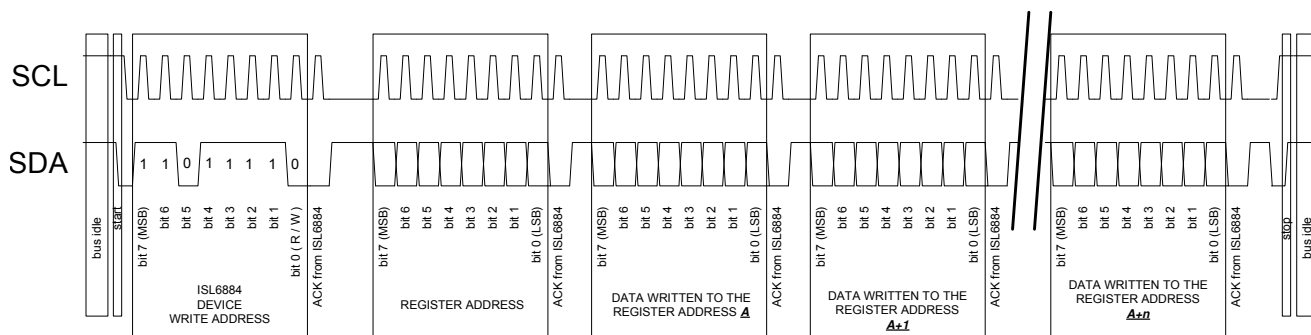 SCL
SDA
1 1 0 1 1 1 1 0
bus idle
start
bit 7 (MSB)
bit 6
bit 5
bit 4
bit 3
bit 2
bit 1
bit 0 ( R / W )
ACK from ISL6884
bit 7 (MSB)
bit 6
bit 5
bit 4
bit 3
bit 2
bit 1
bit 0 (LSB)
ACK from ISL6884
bit 7 (MSB)
bit 6
bit 5
bit 4
bit 3
bit 2
bit 1
bit 0 (LSB)
ACK from ISL6884
bit 7 (MSB)
bit 6
bit 5
bit 4
bit 3
bit 2
bit 1
bit 0 (LSB)
ACK from ISL6884
bit 7 (MSB)
bit 6
bit 5
bit 4
bit 3
bit 2
bit 1
bit 0 (LSB)
ACK from ISL6884
stop
bus idle
ISL6884
DEVICE
WRITE ADDRESS
REGISTER ADDRESS
DATA WRITTEN TO THE
REGISTER ADDRESS A
DATA WRITTEN TO THE
REGISTER ADDRESS
A+1
DATA WRITTEN TO THE
REGISTER ADDRESS
A+n